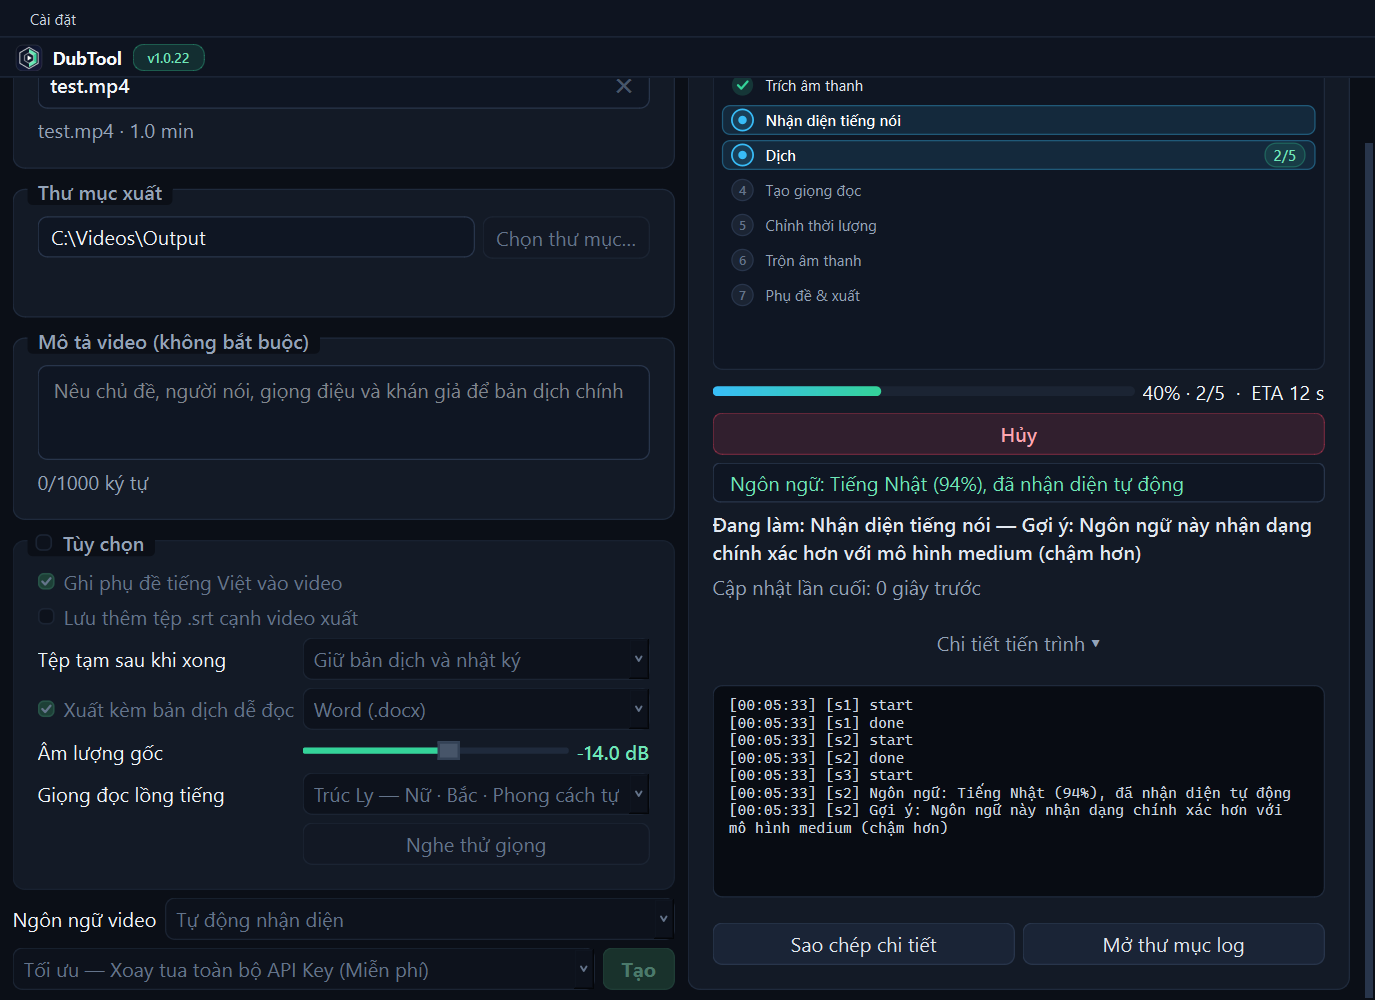 Cài đặt
DubTool v1.0.22
test.mp4
test.mp4 · 1.0 min
Thư mục xuất
C:\Videos\Output
Chọn thư mục...
Mô tả video (không bắt buộc)
Nêu chủ đề, người nói, giọng điệu và khán giả để bản dịch chính
0/1000 ký tự
Tùy chọn
Ghi phụ đề tiếng Việt vào video
Lưu thêm tệp .srt cạnh video xuất
Tệp tạm sau khi xong
Giữ bản dịch và nhật ký
Xuất kèm bản dịch dễ đọc
Word (.docx)
Âm lượng gốc
-14.0 dB
Giọng đọc lồng tiếng
Trúc Ly — Nữ · Bắc · Phong cách tự
Nghe thử giọng
Ngôn ngữ video
Tự động nhận diện
Tối ưu — Xoay tua toàn bộ API Key (Miễn phí)
Tạo
Trích âm thanh
Nhận diện tiếng nói
Dịch 2/5
4 Tạo giọng đọc
5 Chỉnh thời lượng
6 Trộn âm thanh
7 Phụ đề & xuất
40% · 2/5 · ETA 12 s
Hủy
Ngôn ngữ: Tiếng Nhật (94%), đã nhận diện tự động
Đang làm: Nhận diện tiếng nói — Gợi ý: Ngôn ngữ này nhận dạng
chính xác hơn với mô hình medium (chậm hơn)
Cập nhật lần cuối: 0 giây trước
Chi tiết tiến trình ▾
[00:05:33] [s1] start
[00:05:33] [s1] done
[00:05:33] [s2] start
[00:05:33] [s2] done
[00:05:33] [s3] start
[00:05:33] [s2] Ngôn ngữ: Tiếng Nhật (94%), đã nhận diện tự động
[00:05:33] [s2] Gợi ý: Ngôn ngữ này nhận dạng chính xác hơn với
mô hình medium (chậm hơn)
Sao chép chi tiết
Mở thư mục log